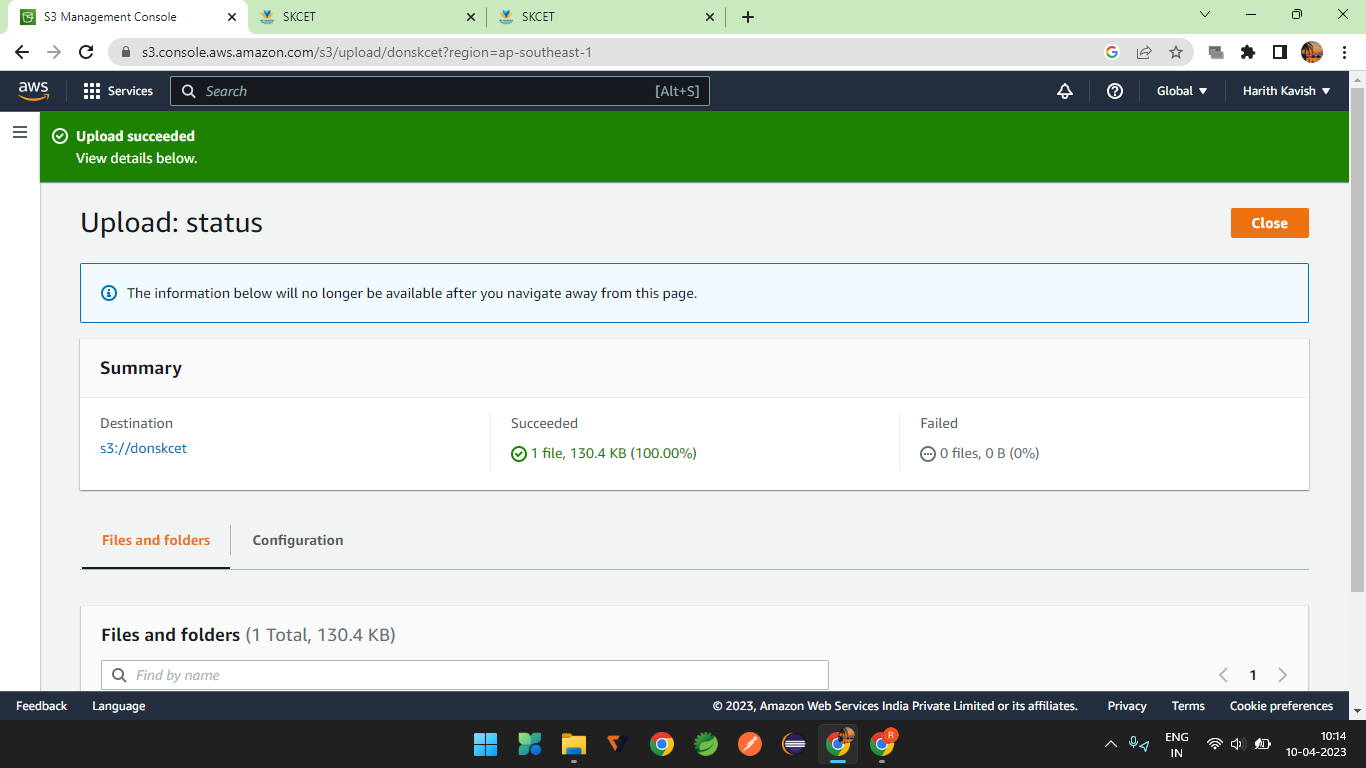 S3 Management Console
SKCET
SKCET
s3.console.aws.amazon.com/s3/upload/donskcet?region=ap-southeast-1
aws
Services
Search
[Alt+S]
Global
Harith Kavish
Upload succeeded
View details below.
Upload: status
Close
The information below will no longer be available after you navigate away from this page.
Summary
Destination
s3://donskcet
Succeeded
1 file, 130.4 KB (100.00%)
Failed
0 files, 0 B (0%)
Files and folders
Configuration
Files and folders (1 Total, 130.4 KB)
Find by name
1
Feedback
Language
© 2023, Amazon Web Services India Private Limited or its affiliates.
Privacy
Terms
Cookie preferences
R
ENG
IN
10:14
10-04-2023